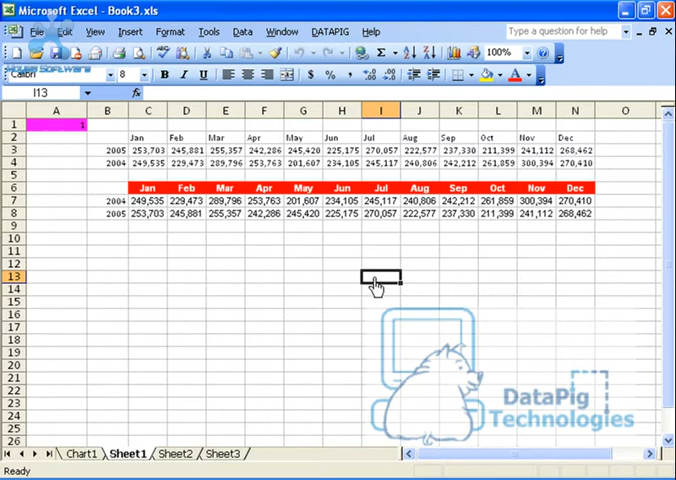 Microsoft Excel - Book3.xls
File Edit View Insert Format Tools Data Window DATAPIG Help Type a question for help
100%
Calibri 8 B I U $ % ,
I13 fx
A B C D E F G H I J K L M N O
1 1
2 Jan Feb Mar Apr May Jun Jul Aug Sep Oct Nov Dec
3 2005 253,703 245,881 255,357 242,286 245,420 225,175 270,057 222,577 237,330 211,399 241,112 268,462
4 2004 249,535 229,473 289,796 253,763 201,607 234,105 245,117 240,806 242,212 261,859 300,394 270,410
5
6 Jan Feb Mar Apr May Jun Jul Aug Sep Oct Nov Dec
7 2004 249,535 229,473 289,796 253,763 201,607 234,105 245,117 240,806 242,212 261,859 300,394 270,410
8 2005 253,703 245,881 255,357 242,286 245,420 225,175 270,057 222,577 237,330 211,399 241,112 268,462
9
10
11
12
13
14
15
16
17
18
19
20
21
22
23
24
25
26
DataPig
Technologies
Chart1 Sheet1 Sheet2 Sheet3
Ready